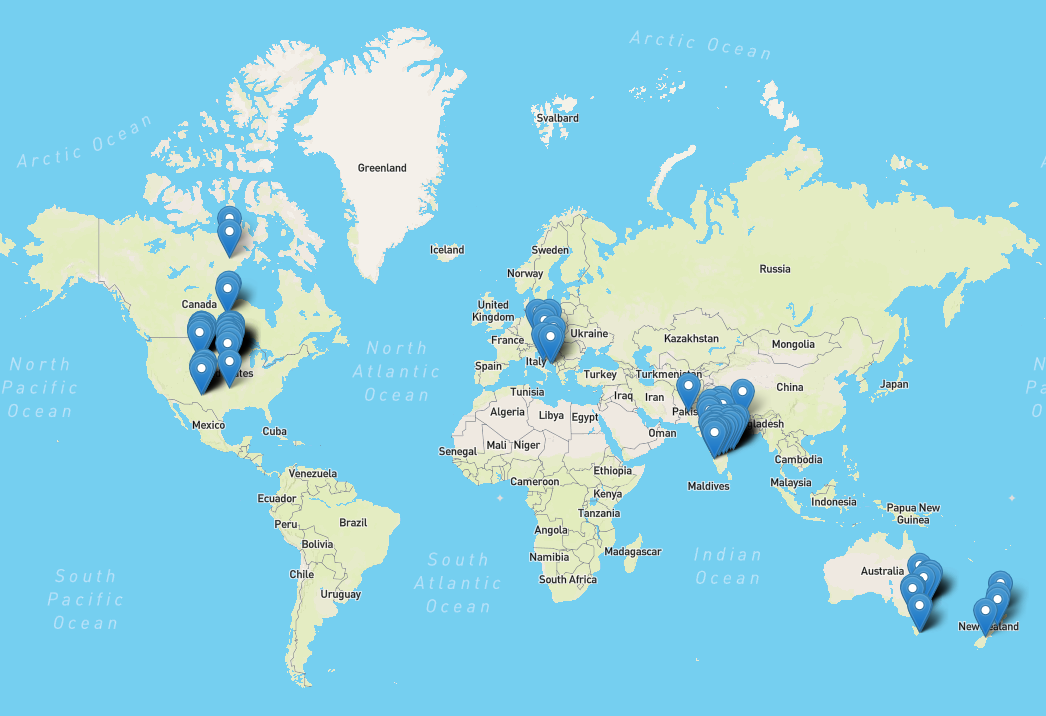 Arctic Ocean
Svalbard
Arctic Ocean
Greenland
Iceland
Sweden
Norway
Russia
Canada
United
Kingdom
Ukraine
France
Kazakhstan
Mongolia
North
Pacific
Ocean
North
Atlantic
Ocean
Italy
Spain
tes
Turkey
Turkmenistan
China
Japan
Tunisia
Iraq
Iran
Pakis
Algeria
Libya
Egypt
ladesh
Mexico
Cuba
Oman
Mali
Niger
Senegal
Cambodia
Venezuela
Ethiopia
Cameroon
Malaysia
Maldives
Ecuador
Kenya
Indonesia
Papua New
Guinea
Tanzania
Peru
Brazil
Angola
Bolivia
Madagascar
Namibia
Indian
Ocean
South
Atlantic
Ocean
Chile
South Africa
Australia
South
Pacific
Ocean
Uruguay
New ealand
N
Pa
O
A